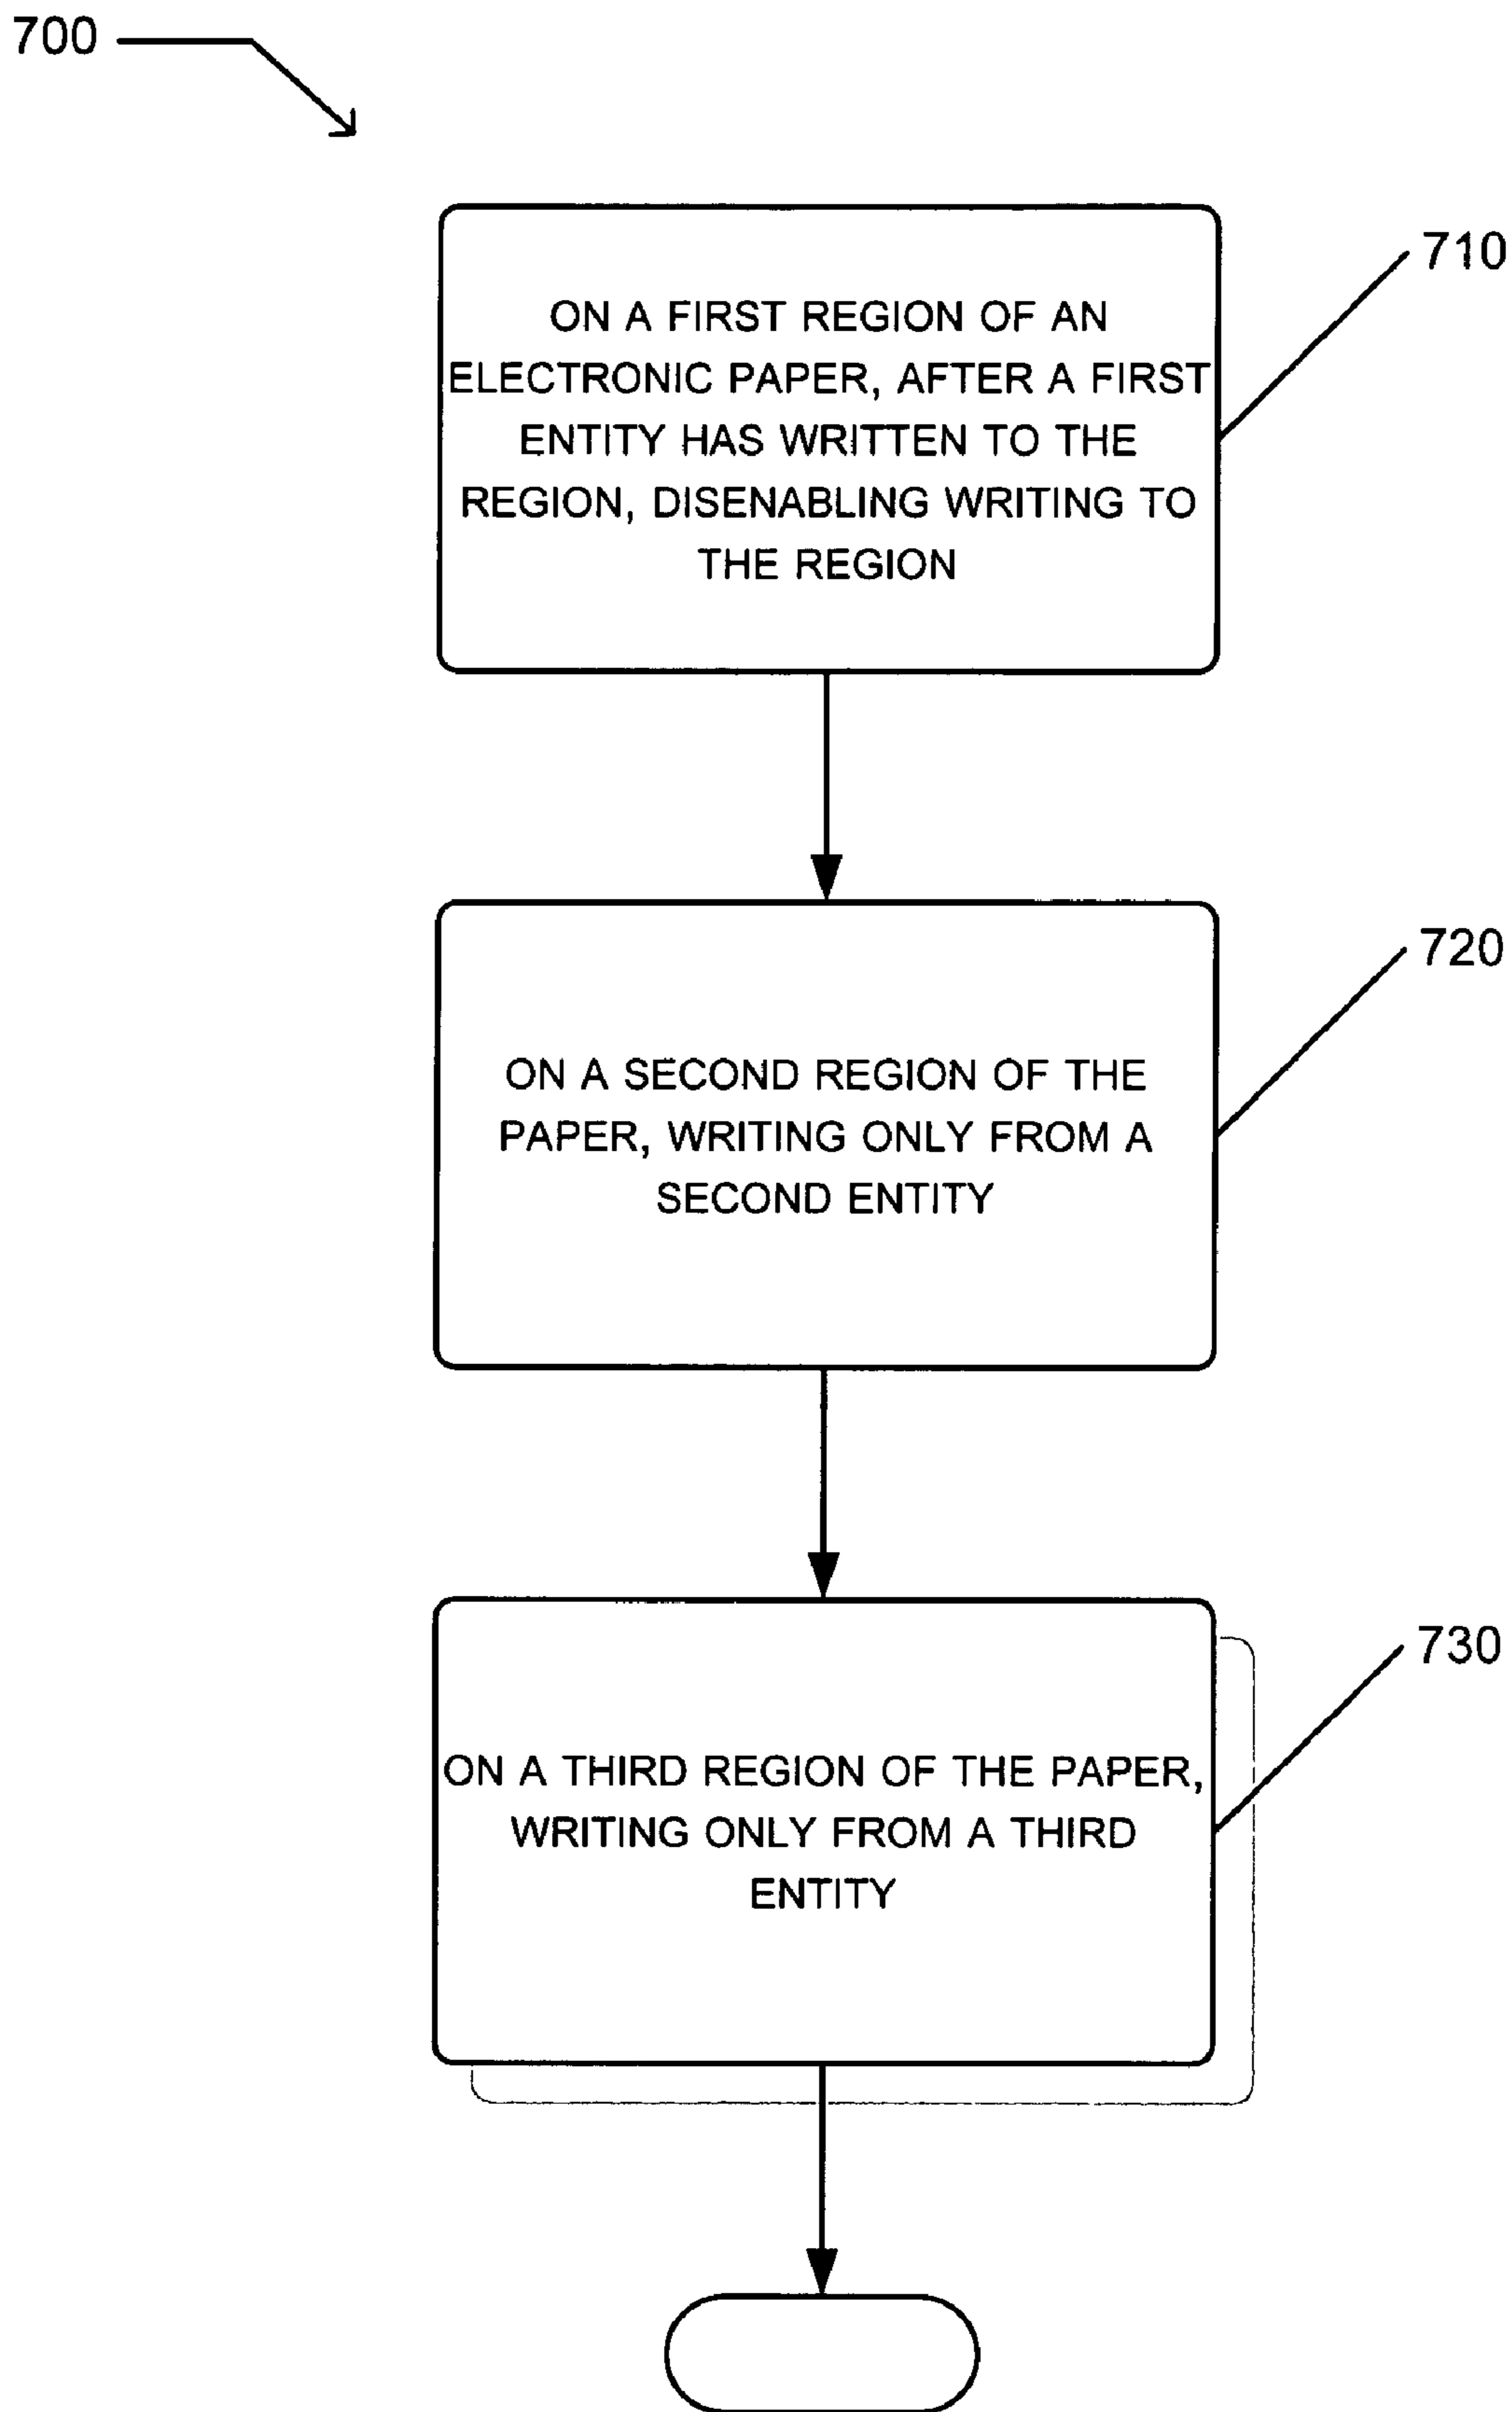 700
710
ON A FIRST REGION OF AN
ELECTRONIC PAPER, AFTER A FIRST
ENTITY HAS WRITTEN TO THE
REGION, DISENABLING WRITING TO
THE REGION
720
ON A SECOND REGION OF THE
PAPER, WRITING ONLY FROM A
SECOND ENTITY
730
ON A THIRD REGION OF THE PAPER,
WRITING ONLY FROM A THIRD
ENTITY